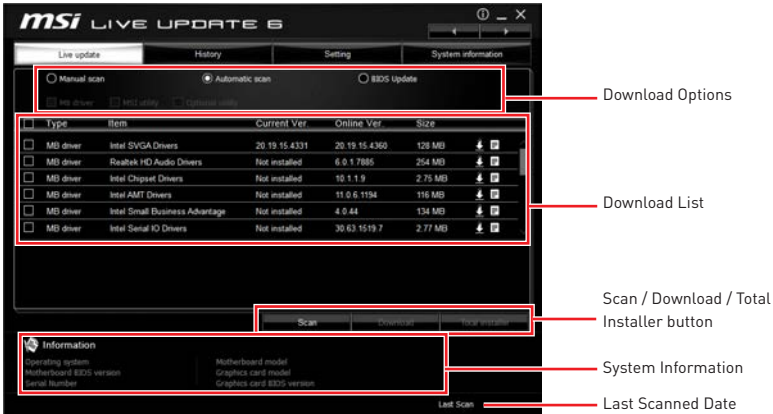 msi LIVE UPDATE 6
Live update History Setting System information
Manual scan Automatic scan BIOS Update
MB driver MSI utility Optional utility
Type Item Current Ver. Online Ver. Size
MB driver Intel SVGA Drivers 20.19.15.4331 20.19.15.4360 128 MB
MB driver Realtek HD Audio Drivers Not installed 6.0.1.7885 254 MB
MB driver Intel Chipset Drivers Not installed 10.1.1.9 2.75 MB
MB driver Intel AMT Drivers Not installed 11.0.6.1194 116 MB
MB driver Intel Small Business Advantage Not installed 4.0.44 134 MB
MB driver Intel Serial IO Drivers Not installed 30.63.1519.7 2.77 MB
Scan Download Total Installer
Information
Operating system Motherboard model
Motherboard BIOS version Graphics card model
Serial Number Graphics card BIOS version
Last Scan
Download Options
Download List
Scan / Download / Total
Installer button
System Information
Last Scanned Date